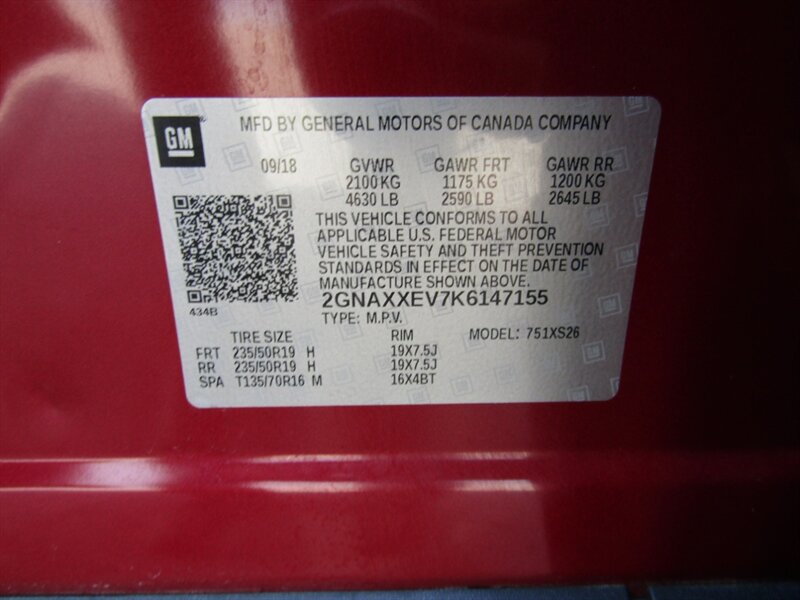 GM
MFD BY GENERAL MOTORS OF CANADA COMPANY
09/18 GVWR GAWR FRT GAWR RR
2100 KG 1175 KG 1200 KG
4630 LB 2590 LB 2645 LB
THIS VEHICLE CONFORMS TO ALL
APPLICABLE U.S. FEDERAL MOTOR
VEHICLE SAFETY AND THEFT PREVENTION
STANDARDS IN EFFECT ON THE DATE OF
MANUFACTURE SHOWN ABOVE.
2GNAXXEV7K6147155
434B
TYPE: M.P.V.
TIRE SIZE RIM MODEL: 751XS26
FRT 235/50R19 H 19X7.5J
RR 235/50R19 H 19X7.5J
SPA T135/70R16 M 16X4BT